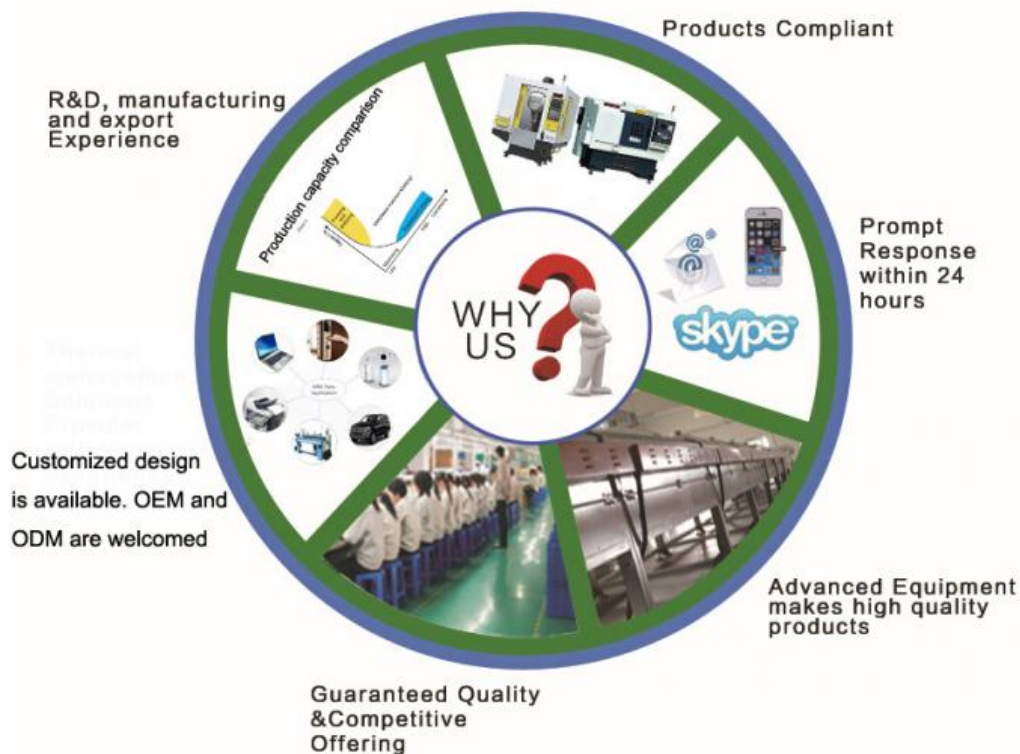 Products Compliant
R&D, manufacturing
and export
Experience
Production capacity comparison
Prompt
Response
within 24
hours
skype
WHY
US
Customized design
is available. OEM and
ODM are welcomed
Advanced Equipment
makes high quality
products
Guaranteed Quality
&Competitive
Offering